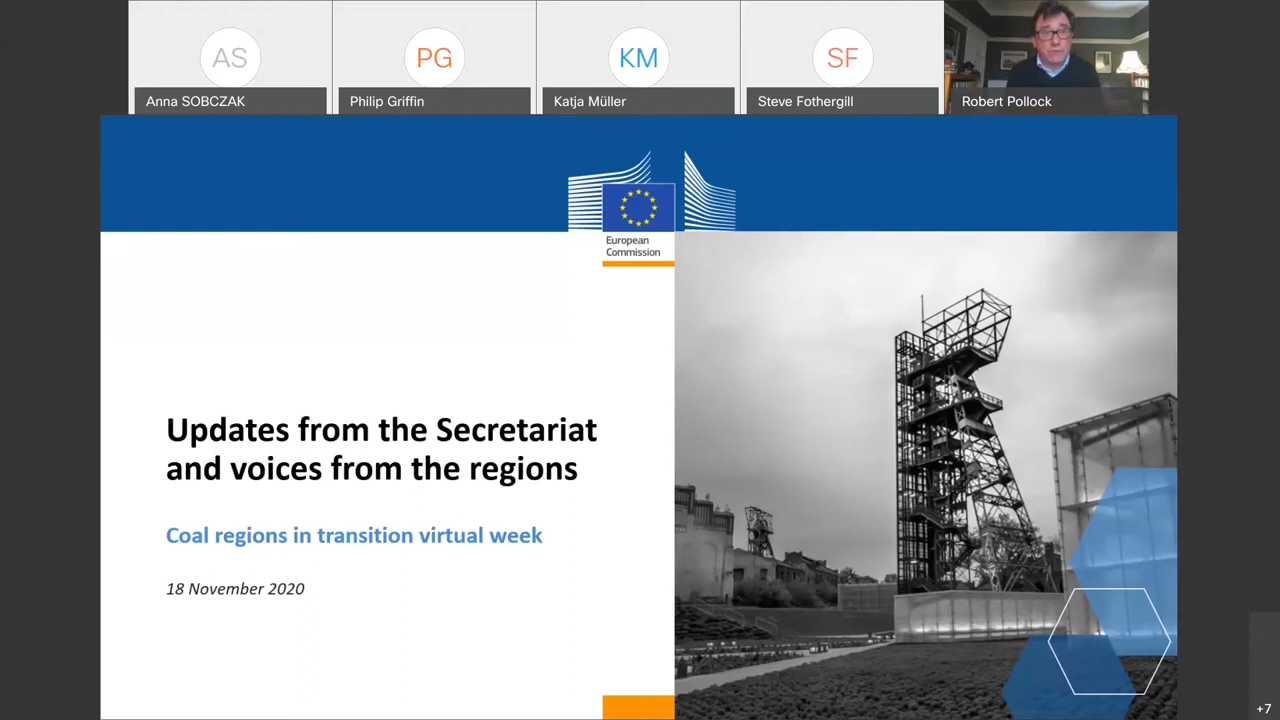 AS
PG
KM
SF
Anna SOBCZAK
Philip Griffin
Katja Müller
Steve Fothergill
Robert Pollock
European
Commission
Updates from the Secretariat
and voices from the regions
Coal regions in transition virtual week
18 November 2020
+7